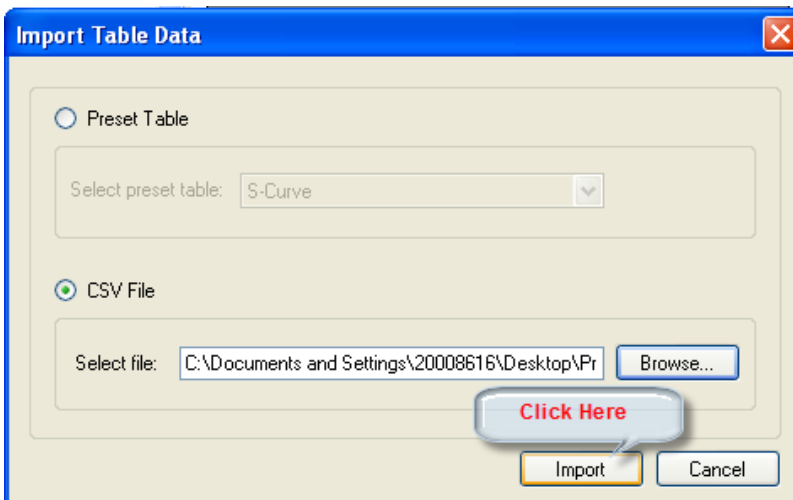 Import Table Data
Preset Table
Select preset table: S-Curve
CSV File
Select file: C:\Documents and Settings\20008616\Desktop\Pr Browse...
Click Here
Import Cancel